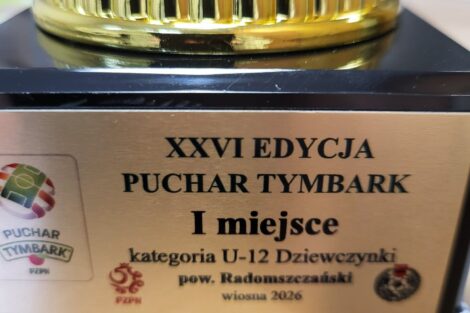 XXVI EDYCJA
PUCHAR TYMBARK
I miejsce
kategoria U-12 Dziewczynki
pow. Radomszczański
wiosna 2026
PUCHAR
TYMBARK
PZPN
PZPN